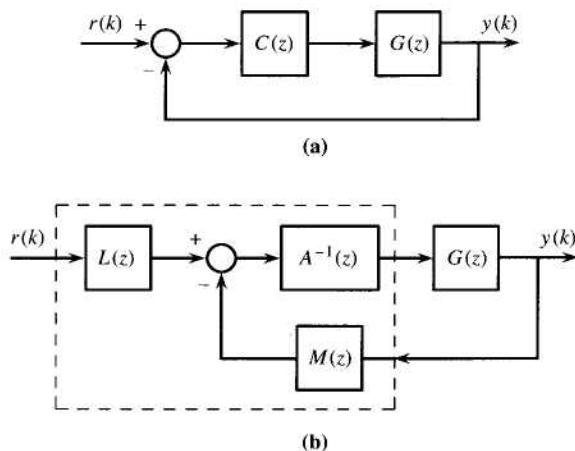 r(k) + C(z) G(z) y(k)
−
(a)
r(k) L(z) + A⁻¹(z) G(z) y(k)
−
M(z)
(b)